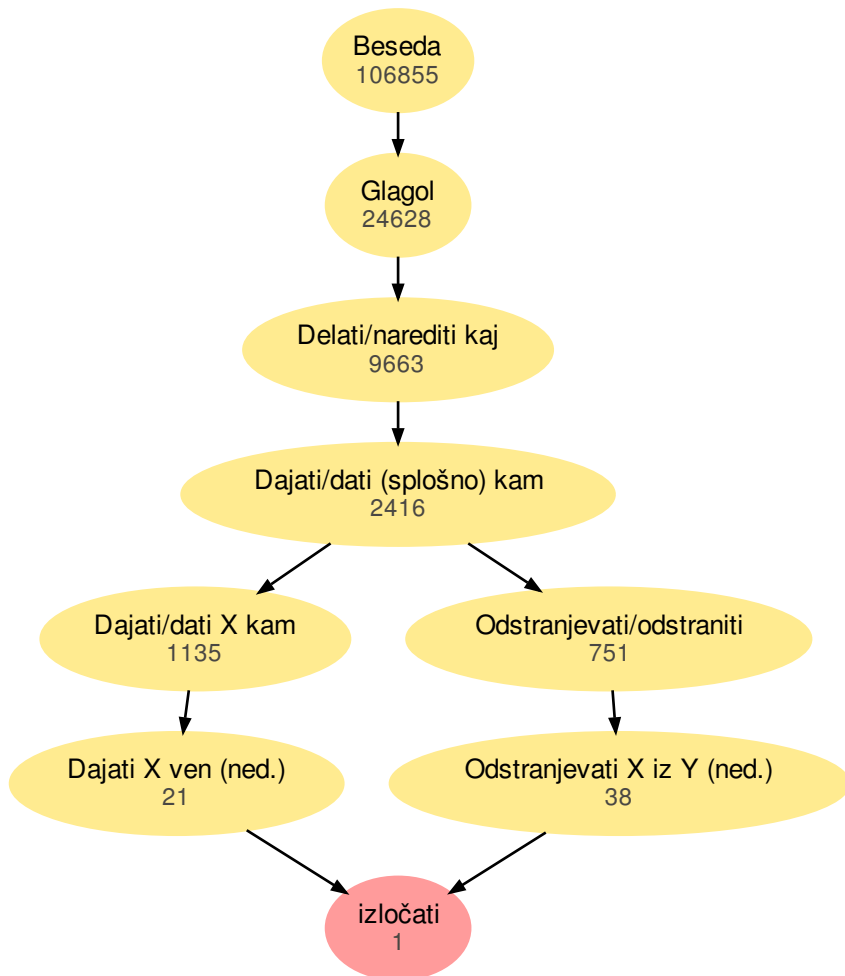 Beseda
106855
Glagol
24628
Delati/narediti kaj
9663
Dajati/dati (splošno) kam
2416
Dajati/dati X kam
1135
Odstranjevati/odstraniti
751
Dajati X ven (ned.)
21
Odstranjevati X iz Y (ned.)
38
izločati
1